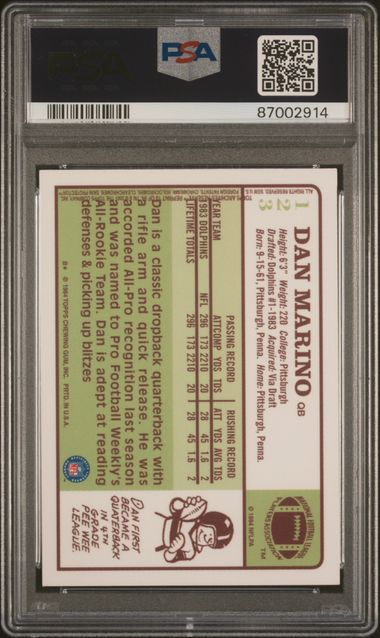 PSA
PSA
87002914
123
DAN MARINO QB
Height: 6'3" Weight: 220 College: Pittsburgh
Drafted: Dolphins #1-1983 Acquired: Via Draft
Born: 9-15-61, Pittsburgh, Penna. Home: Pittsburgh, Penna.
NATIONAL FOOTBALL LEAGUE
PLAYERS ASSOCIATION
TM
© 1984 NFLPA
PASSING RECORD RUSHING RECORD
YEAR TEAM ATT COMP YDS TDS ATT YDS AVG TDS
1983 DOLPHINS NFL 296 173 2210 20 28 45 1.6 2
LIFETIME TOTALS 296 173 2210 20 28 45 1.6 2
Dan is a classic dropback quarterback with
a rifle arm and quick release. He was
accorded All-Pro recognition last season
and was named to Pro Football Weekly's
All-Rookie Team. Dan is adept at reading
defenses & picking up blitzes
DAN FIRST
BECAME A
QUARTERBACK
IN 4TH
GRADE
PEE WEE
LEAGUE.
NFL
B* © 1984 TOPPS CHEWING GUM, INC. PRTD. IN U.S.A.